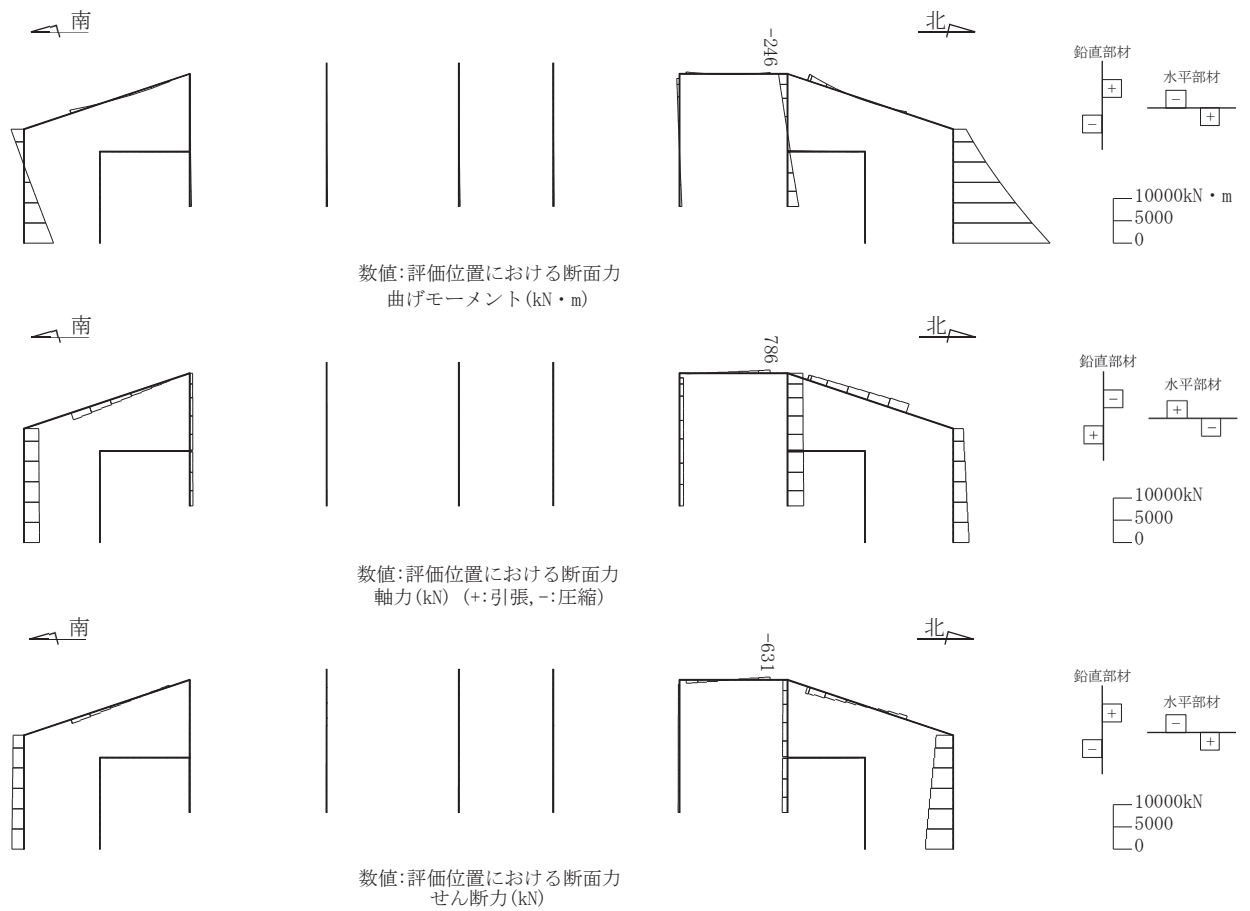 南
北
-246
鉛直部材
+
-
水平部材
-
+
10000kN・m
5000
0
数値:評価位置における断面力
曲げモーメント(kN・m)
南
北
786
鉛直部材
-
+
水平部材
+
-
10000kN
5000
0
数値:評価位置における断面力
軸力(kN) (+:引張,-:圧縮)
南
北
-631
鉛直部材
+
-
水平部材
-
+
10000kN
5000
0
数値:評価位置における断面力
せん断力(kN)